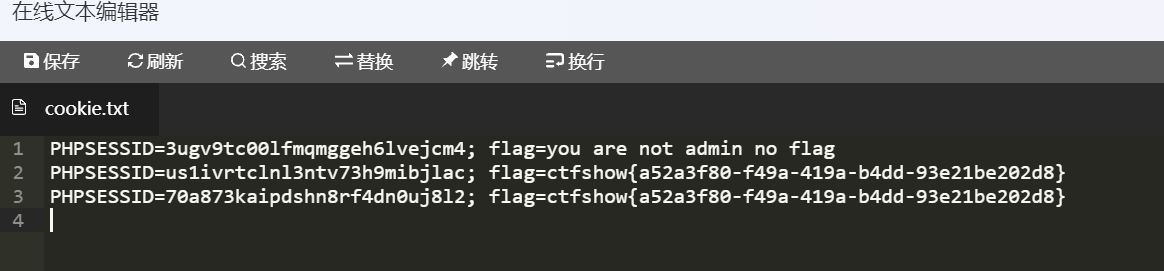 在线文本编辑器
保存 刷新 搜索 替换 跳转 换行
cookie.txt
1 PHPSESSID=3ugv9tc00lfmqmggeh6lvejcm4; flag=you are not admin no flag
2 PHPSESSID=us1ivrtclnl3ntv73h9mibjlac; flag=ctfshow{a52a3f80-f49a-419a-b4dd-93e21be202d8}
3 PHPSESSID=70a873kaipdshn8rf4dn0uj8l2; flag=ctfshow{a52a3f80-f49a-419a-b4dd-93e21be202d8}
4